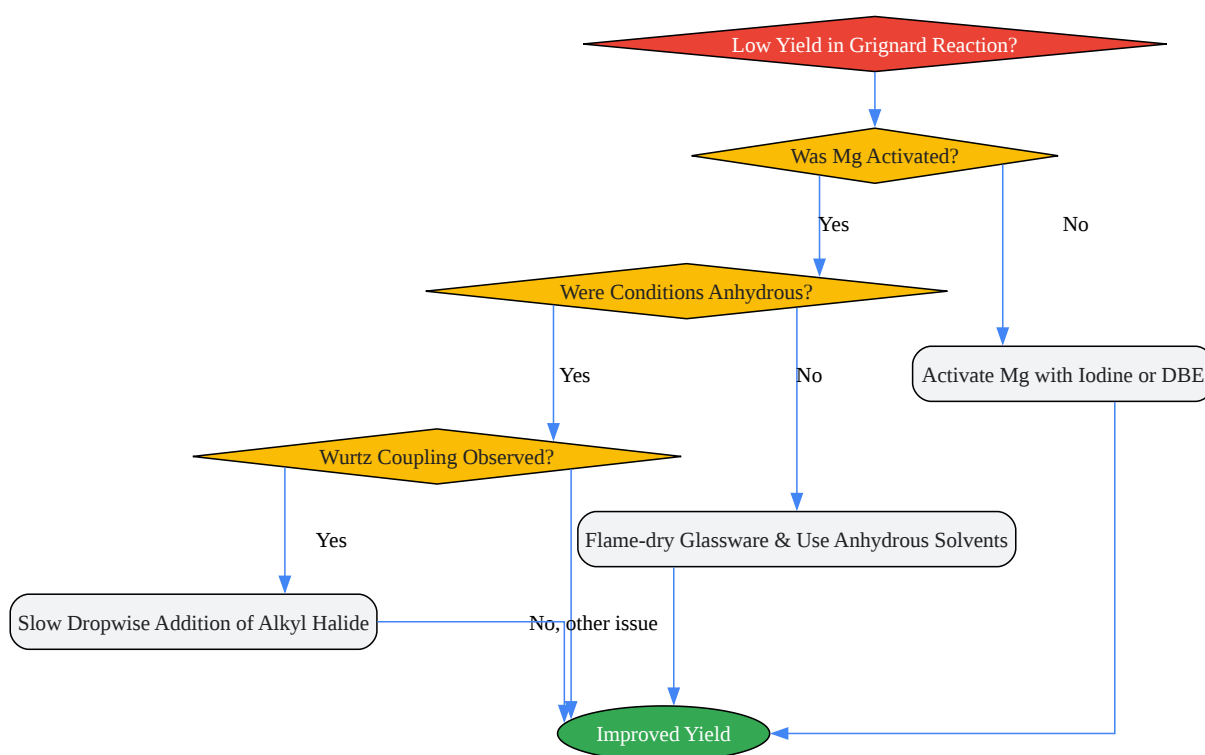 Low Yield in Grignard Reaction?
Was Mg Activated?
Yes
No
Were Conditions Anhydrous?
Yes
No
Activate Mg with Iodine or DBE
Wurtz Coupling Observed?
Yes
Flame-dry Glassware & Use Anhydrous Solvents
Slow Dropwise Addition of Alkyl Halide
No, other issue
Improved Yield